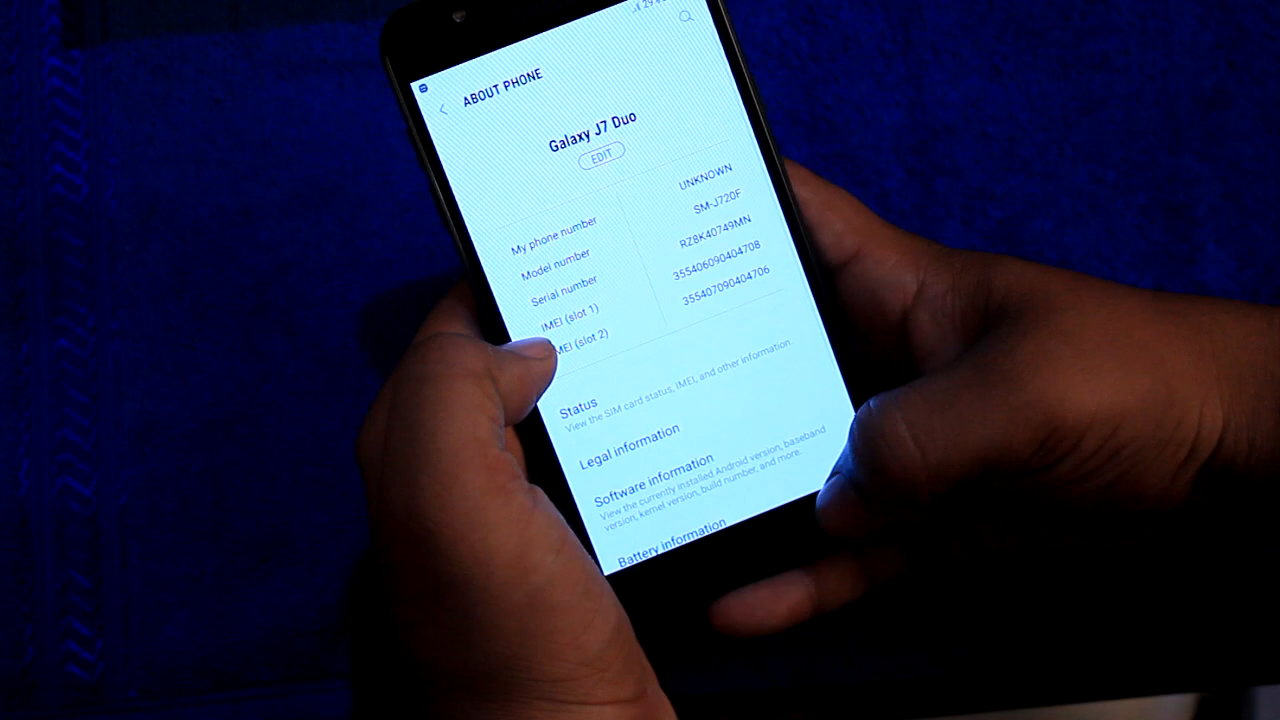 29%
ABOUT PHONE
Galaxy J7 Duo
EDIT
My phone number UNKNOWN
Model number SM-J720F
Serial number RZ8K40749MN
IMEI (slot 1) 355406090404708
MEI (slot 2) 355407090404706
Status
View the SIM card status, IMEI, and other information.
Legal information
Software information
View the currently installed Android version, baseband
version, kernel version, build number, and more.
Battery information